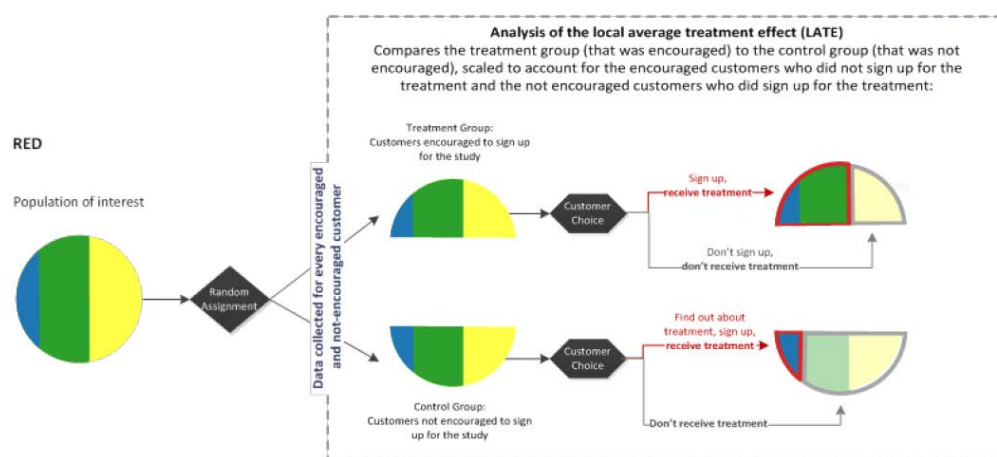 Analysis of the local average treatment effect (LATE)
Compares the treatment group (that was encouraged) to the control group (that was not
encouraged), scaled to account for the encouraged customers who did not sign up for the
treatment and the not encouraged customers who did sign up for the treatment:
RED
Population of interest
Random
Assignment
Data collected for every encouraged
and not-encouraged customer
Treatment Group:
Customers encouraged to sign up
for the study
Customer
Choice
Sign up,
receive treatment
Don't sign up,
don't receive treatment
Control Group:
Customers not encouraged to sign
up for the study
Customer
Choice
Find out about
treatment, sign up,
receive treatment
Don't receive treatment